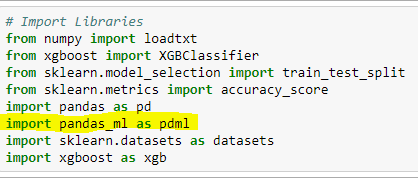 # Import Libraries
from numpy import loadtxt
from xgboost import XGBClassifier
from sklearn.model_selection import train_test_split
from sklearn.metrics import accuracy_score
import pandas as pd
import pandas_ml as pdml
import sklearn.datasets as datasets
import xgboost as xgb